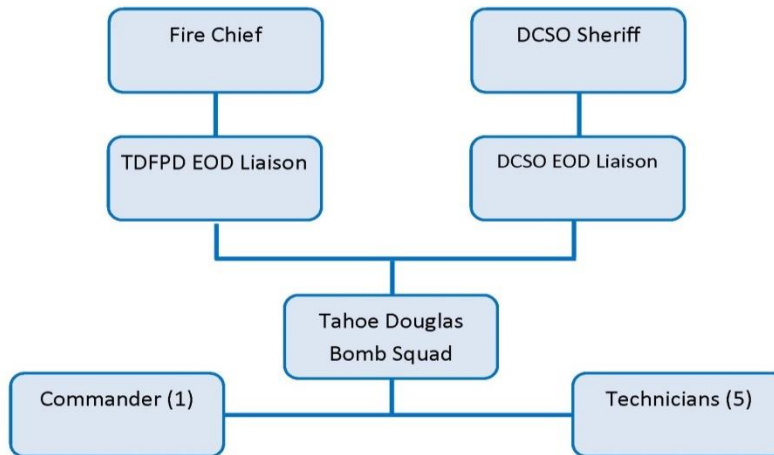 Fire Chief
DCSO Sheriff
TDFPD EOD Liaison
DCSO EOD Liaison
Tahoe Douglas
Bomb Squad
Commander (1)
Technicians (5)